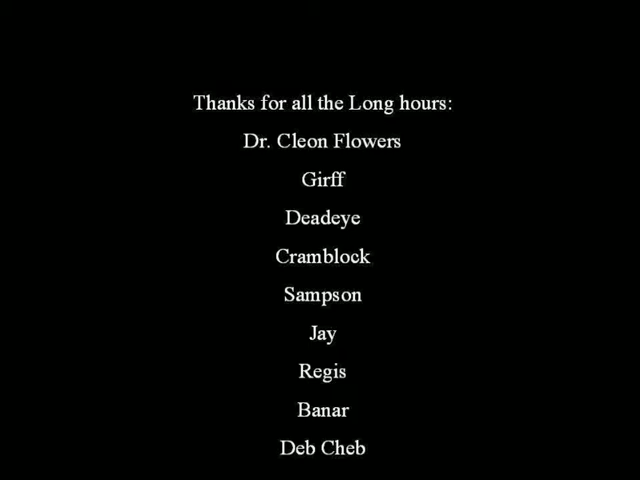 Thanks for all the Long hours:
Dr. Cleon Flowers
Girff
Deadeye
Cramblock
Sampson
Jay
Regis
Banar
Deb Cheb